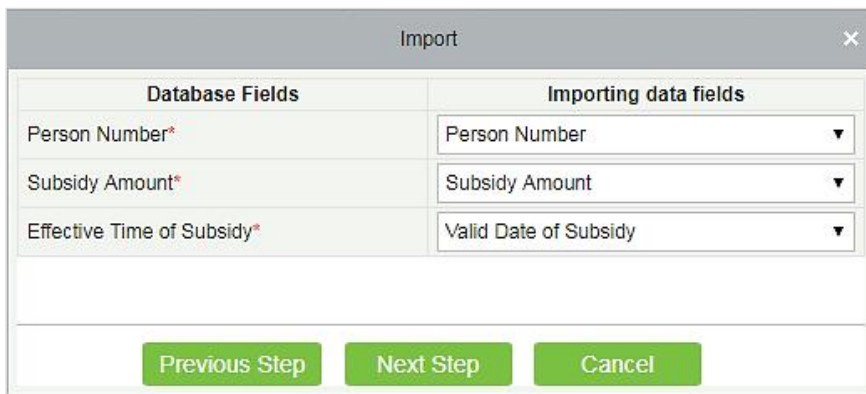 Import
Database Fields Importing data fields
Person Number* Person Number
Subsidy Amount* Subsidy Amount
Effective Time of Subsidy* Valid Date of Subsidy
Previous Step Next Step Cancel